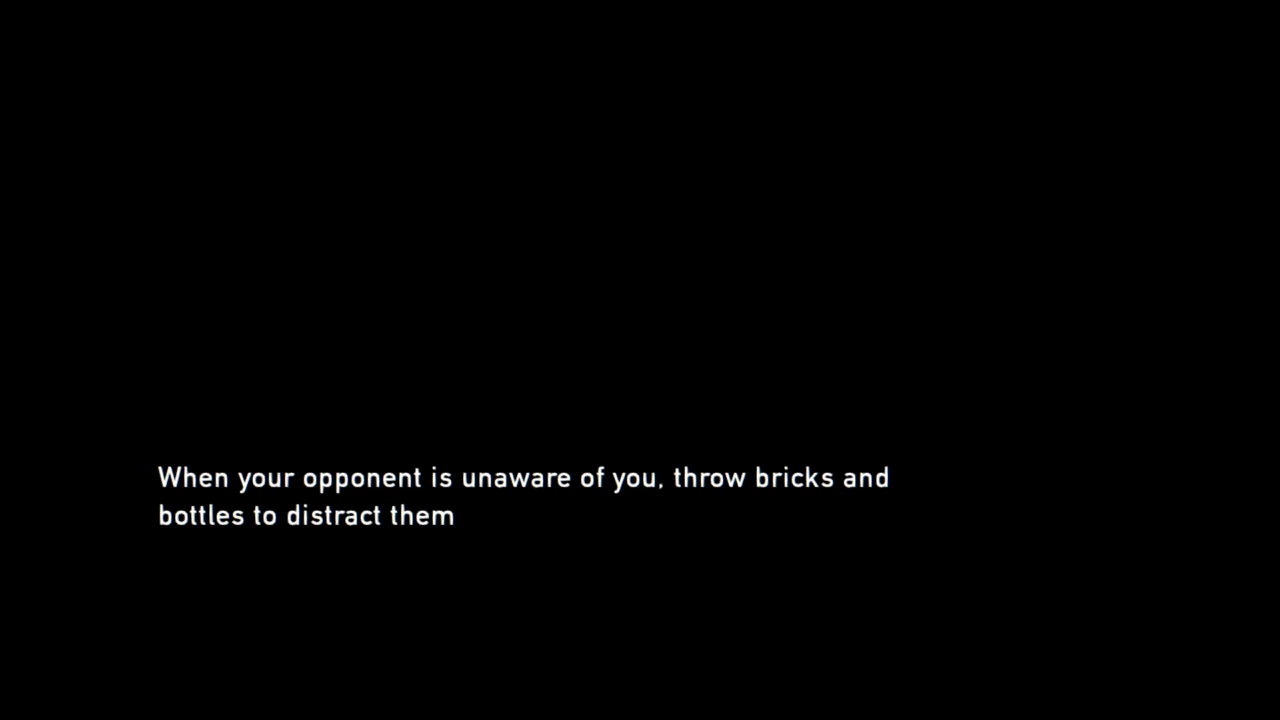 When your opponent is unaware of you, throw bricks and
bottles to distract them